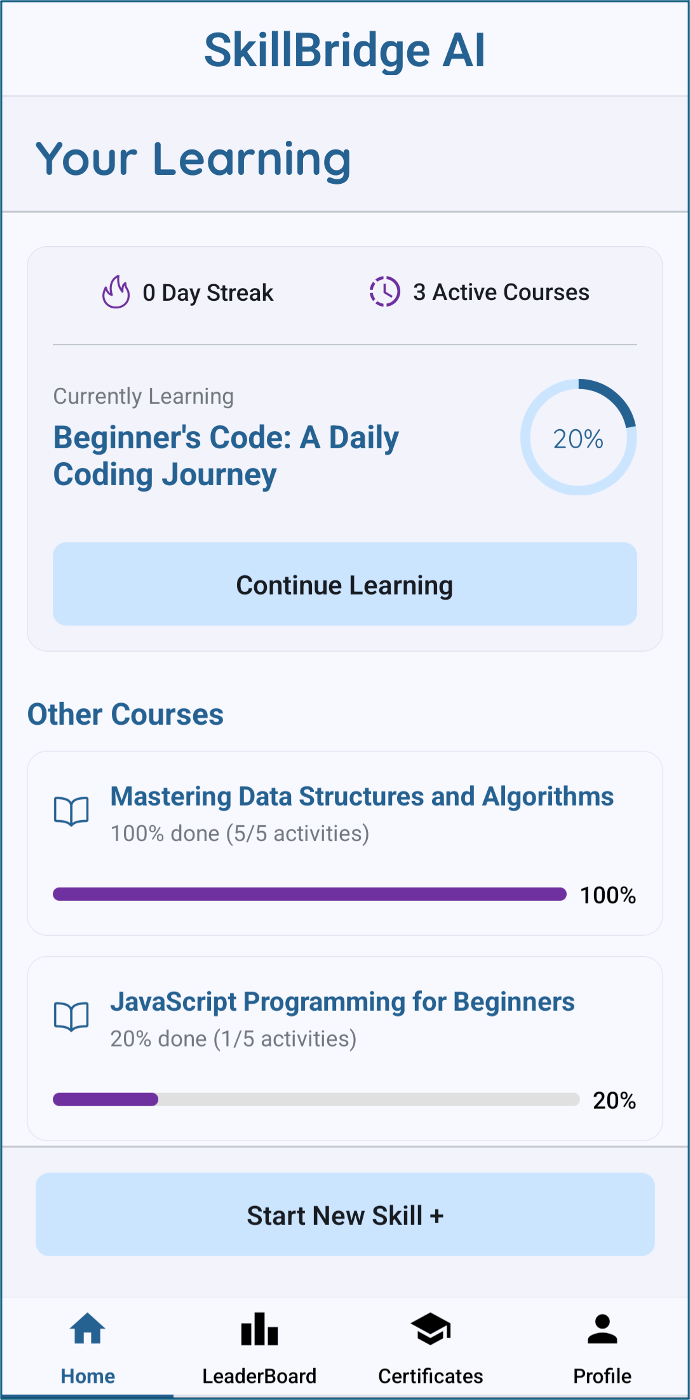 SkillBridge AI
Your Learning
0 Day Streak
3 Active Courses
Currently Learning
Beginner's Code: A Daily
Coding Journey
20%
Continue Learning
Other Courses
Mastering Data Structures and Algorithms
100% done (5/5 activities)
100%
JavaScript Programming for Beginners
20% done (1/5 activities)
20%
Start New Skill +
Home
LeaderBoard
Certificates
Profile